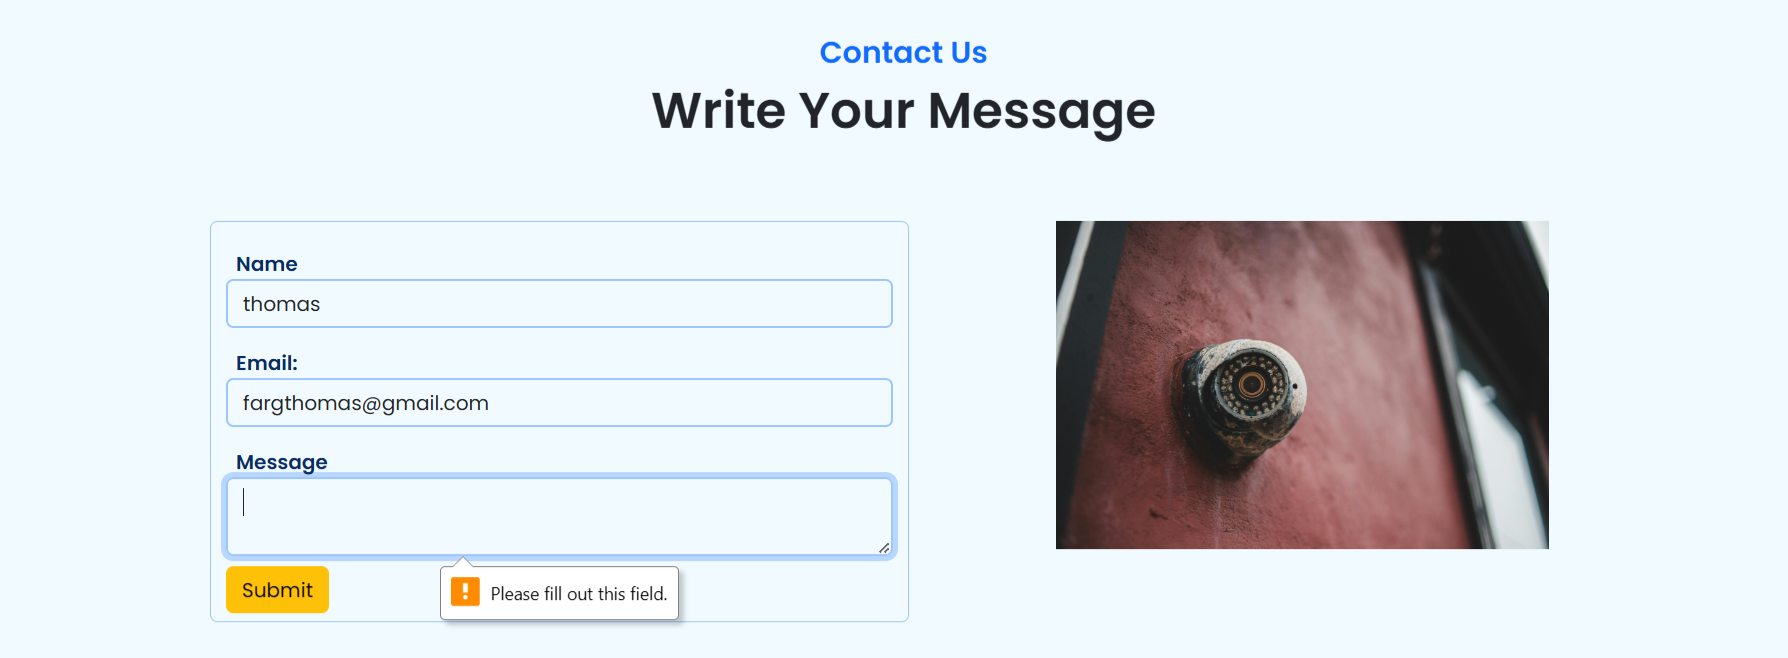 Contact Us
Write Your Message
Name
thomas
Email:
fargthomas@gmail.com
Message
Submit
Please fill out this field.